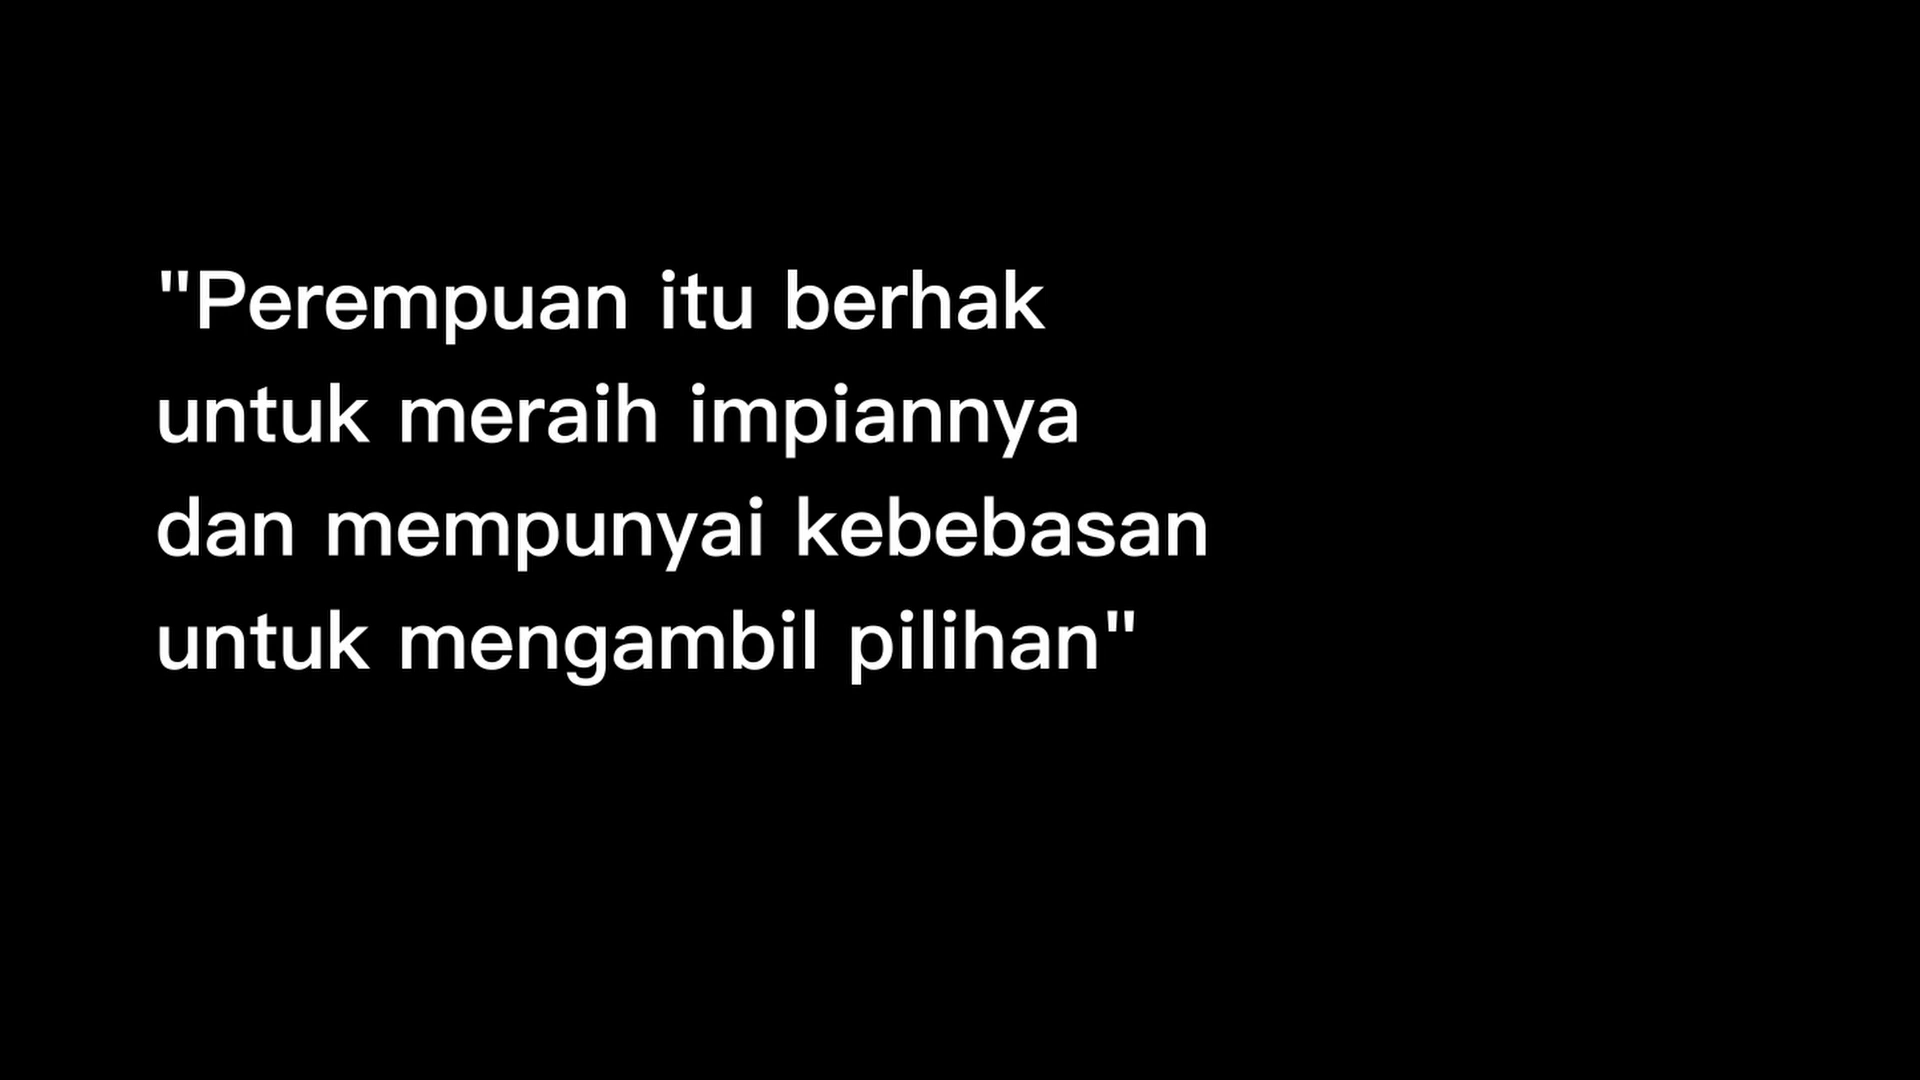 "Perempuan itu berhak
untuk meraih impiannya
dan mempunyai kebebasan
untuk mengambil pilihan"